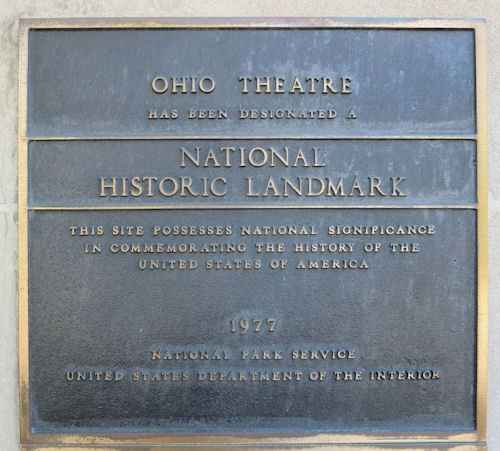 OHIO THEATRE
HAS BEEN DESIGNATED A
NATIONAL
HISTORIC LANDMARK
THIS SITE POSSESSES NATIONAL SIGNIFICANCE
IN COMMEMORATING THE HISTORY OF THE
UNITED STATES OF AMERICA
1977
NATIONAL PARK SERVICE
UNITED STATES DEPARTMENT OF THE INTERIOR